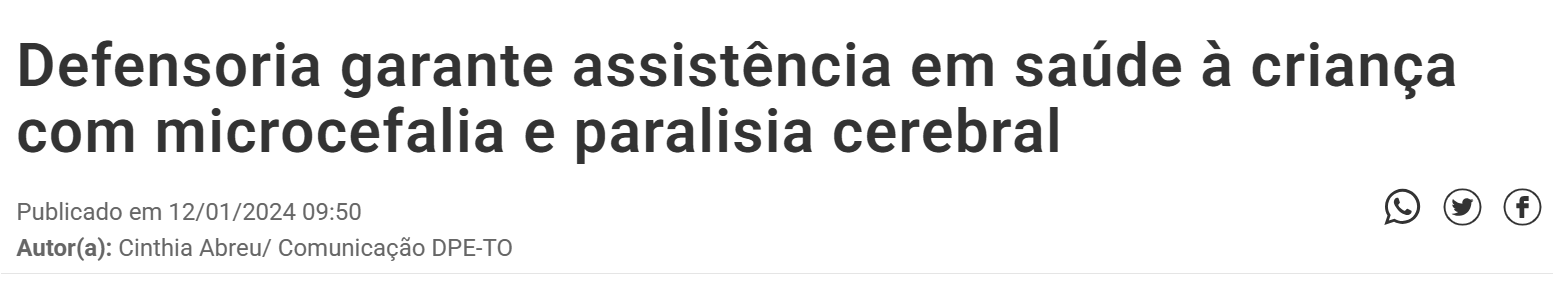 Defensoria garante assistência em saúde à criança
com microcefalia e paralisia cerebral
Publicado em 12/01/2024 09:50
Autor(a): Cinthia Abreu/ Comunicação DPE-TO